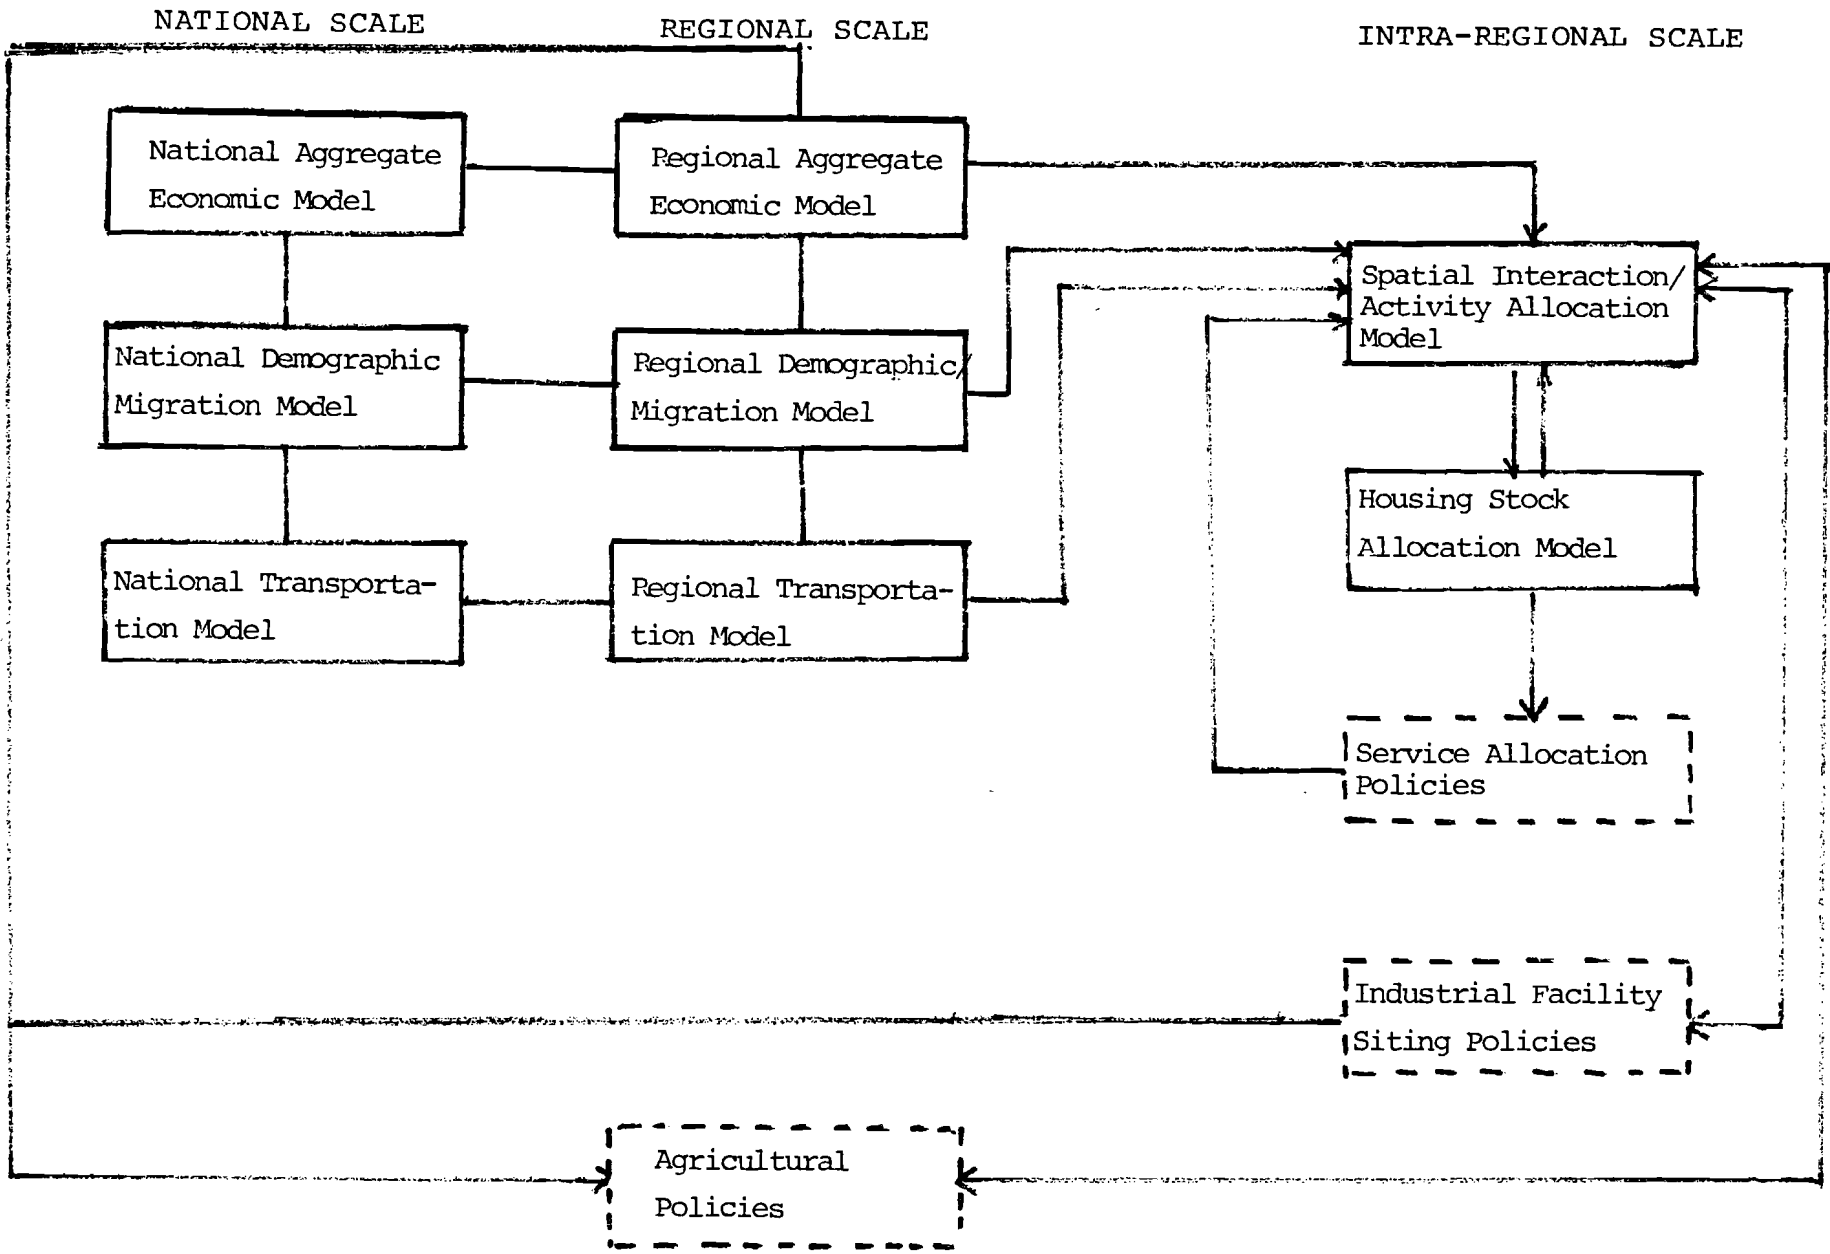 NATIONAL SCALE
REGIONAL SCALE
INTRA-REGIONAL SCALE
National Aggregate
Economic Model
Regional Aggregate
Economic Model
Spatial Interaction/
Activity Allocation
Model
National Demographic
Migration Model
Regional Demographic/
Migration Model
Housing Stock
Allocation Model
National Transporta-
tion Model
Regional Transporta-
tion Model
Service Allocation
Policies
Industrial Facility
Siting Policies
Agricultural
Policies